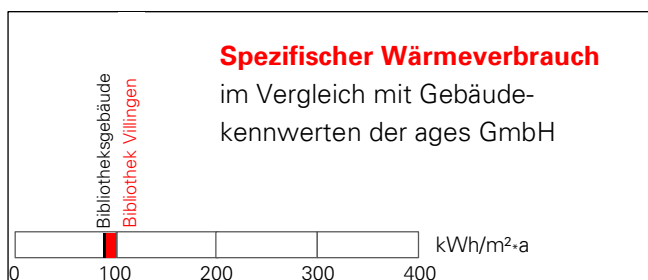 Spezifischer Wärmeverbrauch
im Vergleich mit Gebäude-
kennwerten der ages GmbH
Bibliotheksgebäude
Bibliothek Villingen
kWh/m²*a
0 100 200 300 400